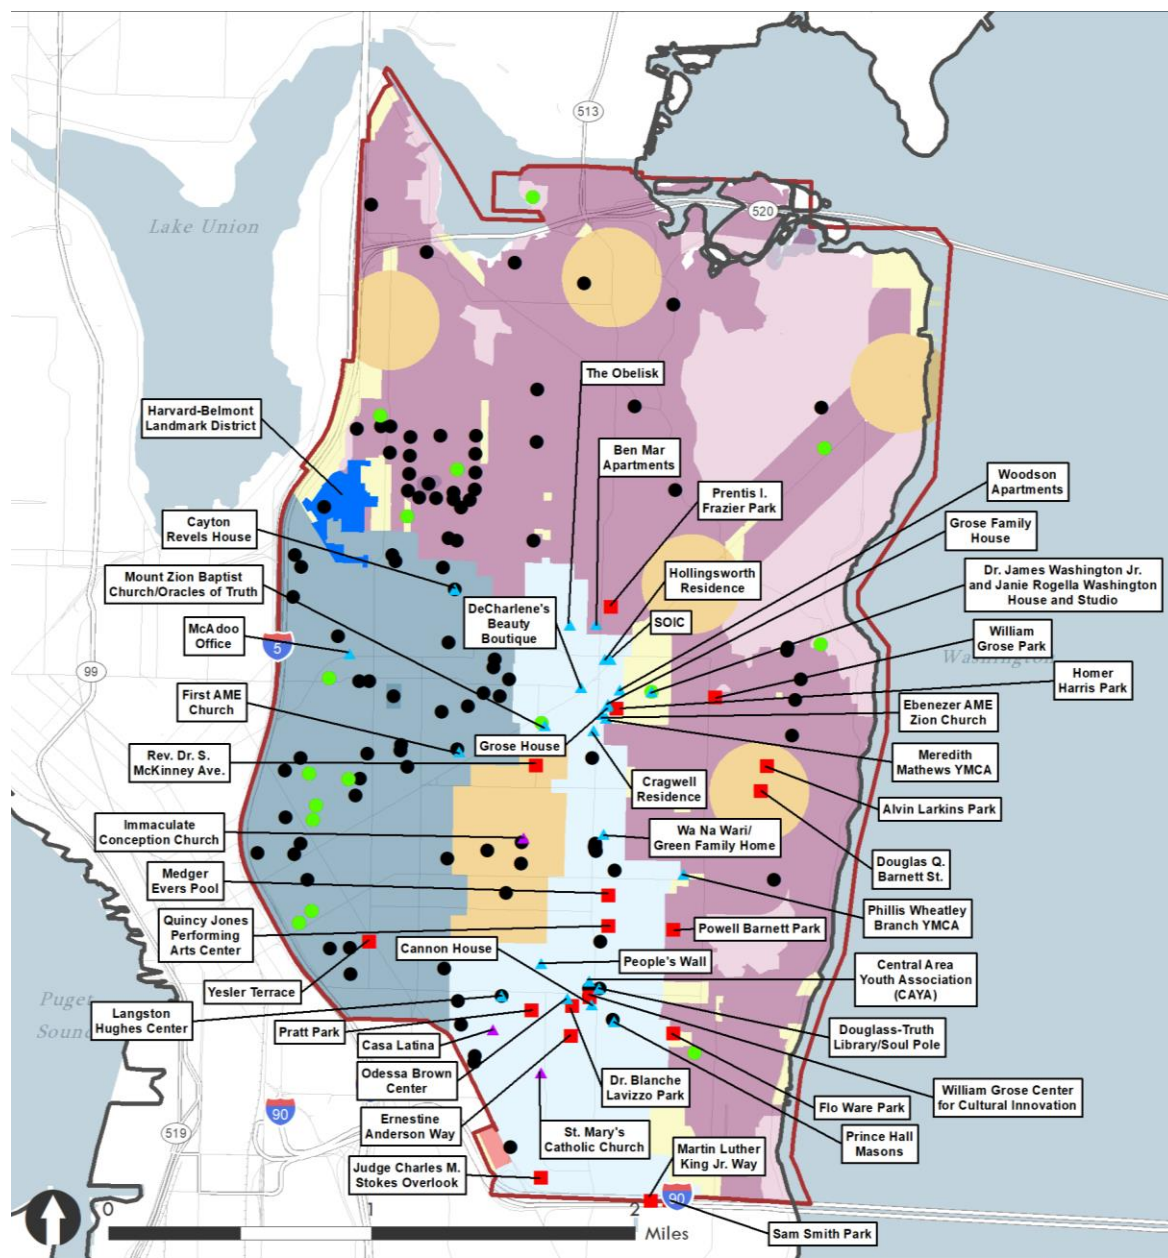 513
Lake Union
520
The Obelisk
Harvard-Belmont
Landmark District
Ben Mar
Apartments
Woodson
Apartments
Prentis I.
Frazier Park
Grose Family
House
Cayton
Revels House
Hollingsworth
Residence
Dr. James Washington Jr.
and Janie Rogella Washington
House and Studio
Mount Zion Baptist
Church/Oracles of Truth
DeCharlene's
Beauty
Boutique
SOIC
McAdoo
Office
5
William
Grose Park
Washington
99
Homer
Harris Park
First AME
Church
Ebenezer AME
Zion Church
Grose House
Rev. Dr. S.
McKinney Ave.
Cragwell
Residence
Meredith
Mathews YMCA
Alvin Larkins Park
Immaculate
Conception Church
Wa Na Wari/
Green Family Home
Douglas Q.
Barnett St.
Medger
Evers Pool
Phillis Wheatley
Branch YMCA
Quincy Jones
Performing
Arts Center
Powell Barnett Park
Cannon House
People's Wall
Central Area
Youth Association
(CAYA)
Yesler Terrace
Puget
Sound
Langston
Hughes Center
Pratt Park
Douglass-Truth
Library/Soul Pole
Casa Latina
Odessa Brown
Center
Dr. Blanche
Lavizzo Park
William Grose Center
for Cultural Innovation
Flo Ware Park
90
Ernestine
Anderson Way
519
St. Mary's
Catholic Church
Prince Hall
Masons
Martin Luther
King Jr. Way
Judge Charles M.
Stokes Overlook
90
0
1
2
Miles
Sam Smith Park